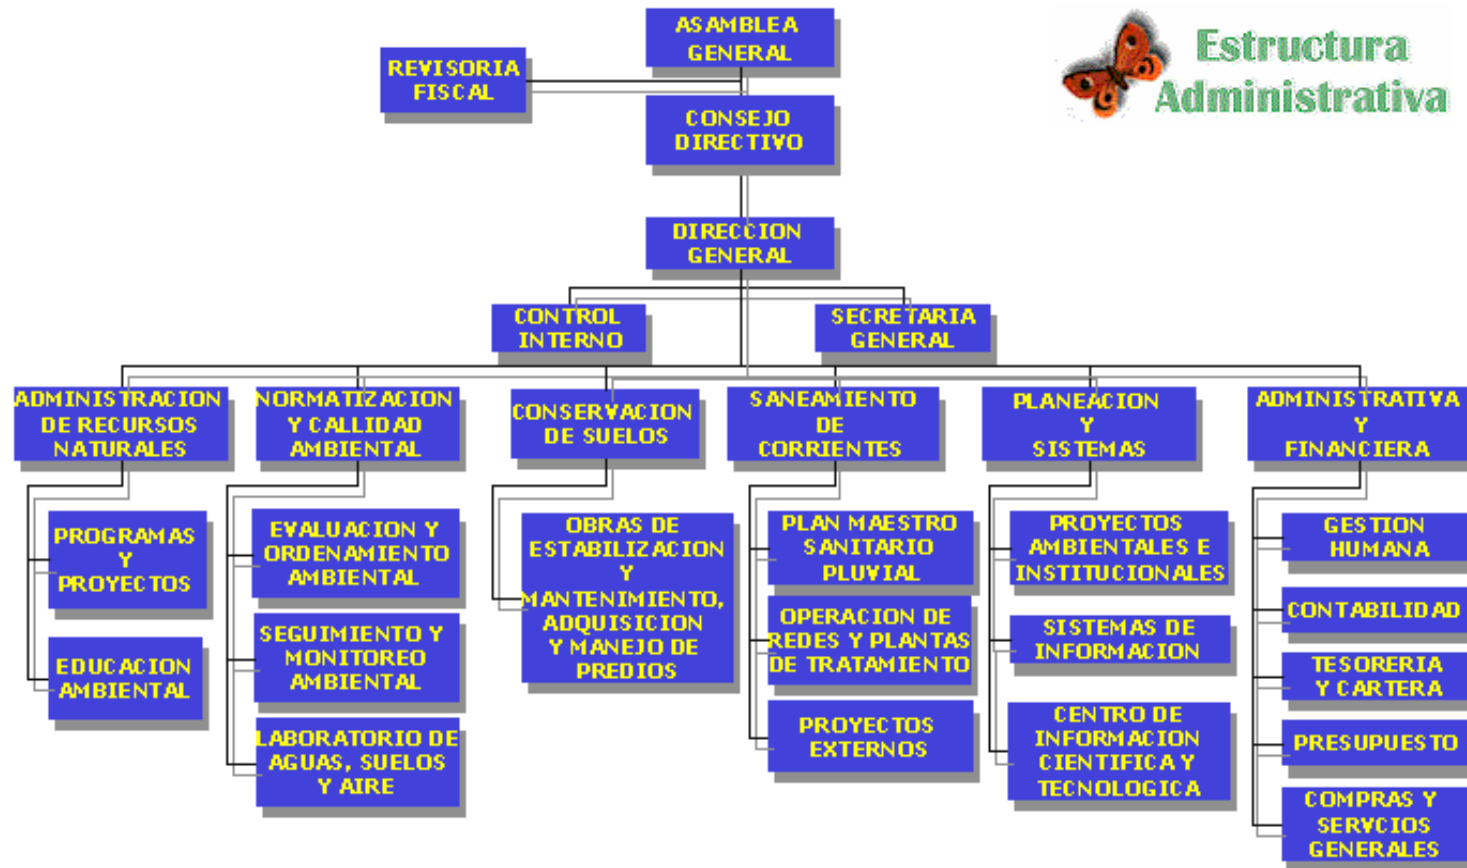 ASAMBLEA
GENERAL
Estructura
Administrativa
REVISORIA
FISCAL
CONSEJO
DIRECTIVO
DIRECCION
GENERAL
CONTROL
INTERNO
SECRETARIA
GENERAL
ADMINISTRACION
DE RECURSOS
NATURALES
NORMATIZACION
Y CALLIDAD
AMBIENTAL
CONSERVACION
DE SUELOS
SANEAMIENTO
DE
CORRIENTES
PLANEACION
Y
SISTEMAS
ADMINISTRATIVA
Y
FINANCIERA
PROGRAMAS
Y
PROYECTOS
EDUCACION
AMBIENTAL
EVALUACION Y
ORDENAMIENTO
AMBIENTAL
SEGUIMIENTO Y
MONITOREO
AMBIENTAL
LABORATORIO DE
AGUAS, SUELOS
Y AIRE
OBRAS DE
ESTABILIZACION
Y
MANTENIMIENTO,
ADQUISICION
Y MANEJO DE
PREDIOS
PLAN MAESTRO
SANITARIO
PLUVIAL
OPERACION DE
REDES Y PLANTAS
DE TRATAMIENTO
PROYECTOS
EXTERNOS
PROYECTOS
AMBIENTALES E
INSTITUCIONALES
SISTEMAS DE
INFORMACION
CENTRO DE
INFORMACION
CIENTIFICA Y
TECNOLOGICA
GESTION
HUMANA
CONTABILIDAD
TESORERIA
Y CARTERA
PRESUPUESTO
COMPRAS Y
SERVCIOS
GENERALES